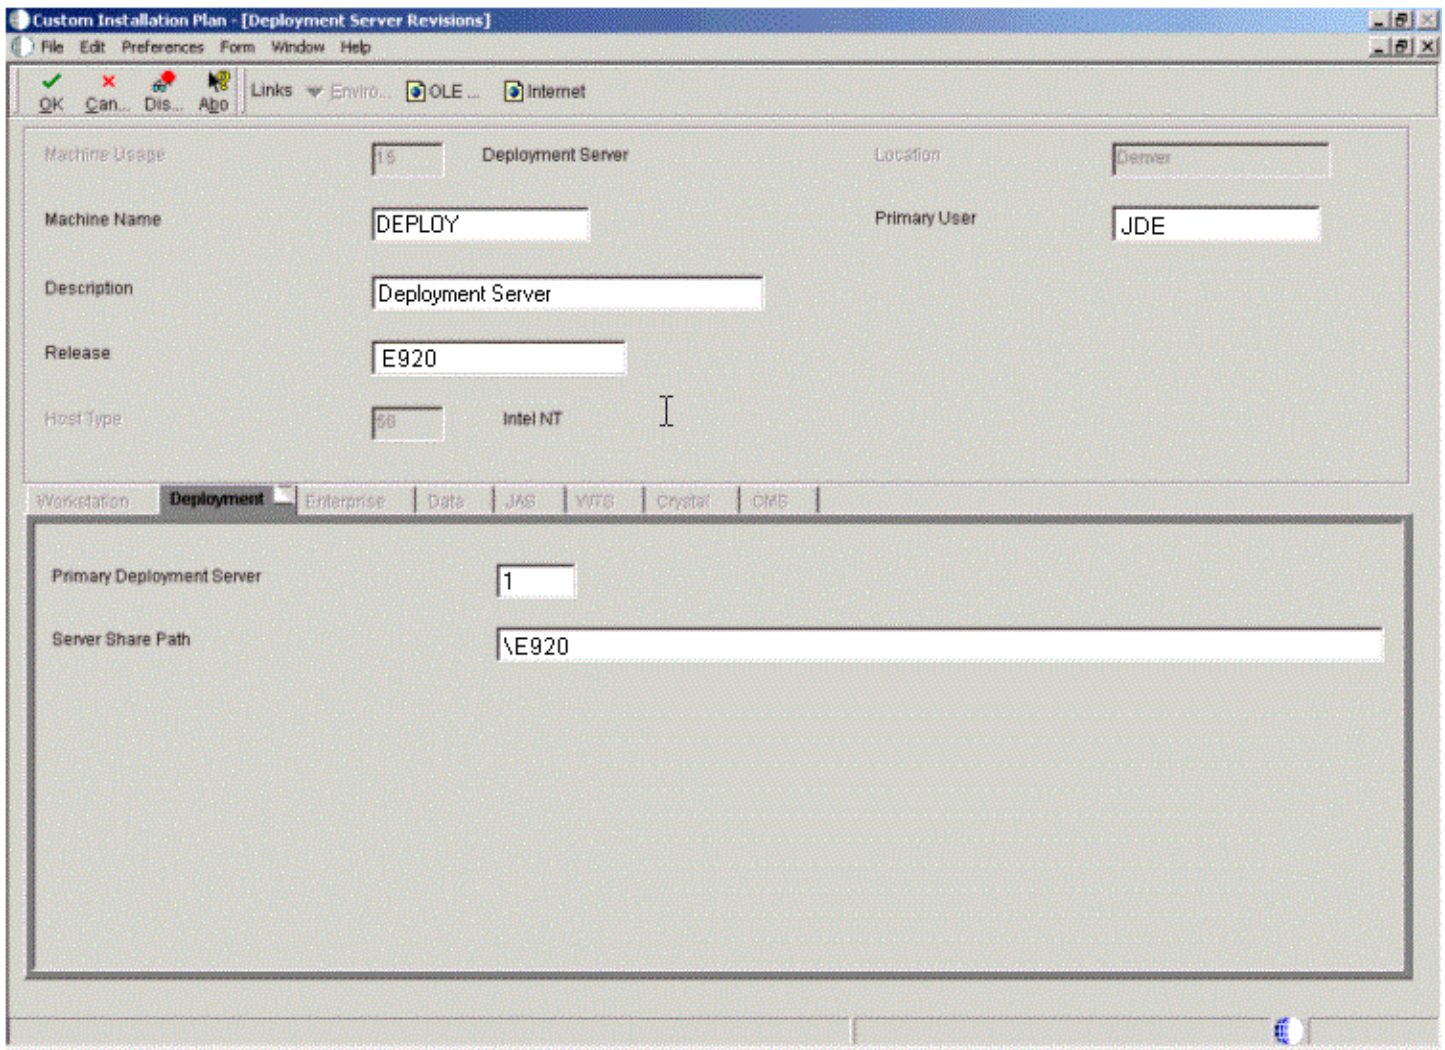 Custom Installation Plan - [Deployment Server Revisions]
File Edit Preferences Form Window Help
OK Can... Dis... Abo Links Enviro... OLE ... Internet
Machine Usage 15 Deployment Server Location Denver
Machine Name DEPLOY Primary User JDE
Description Deployment Server
Release E920
Host Type 50 Intel NT
Workstation Deployment Enterprise Data JAS WTS Crystal CMS
Primary Deployment Server 1
Server Share Path \E920